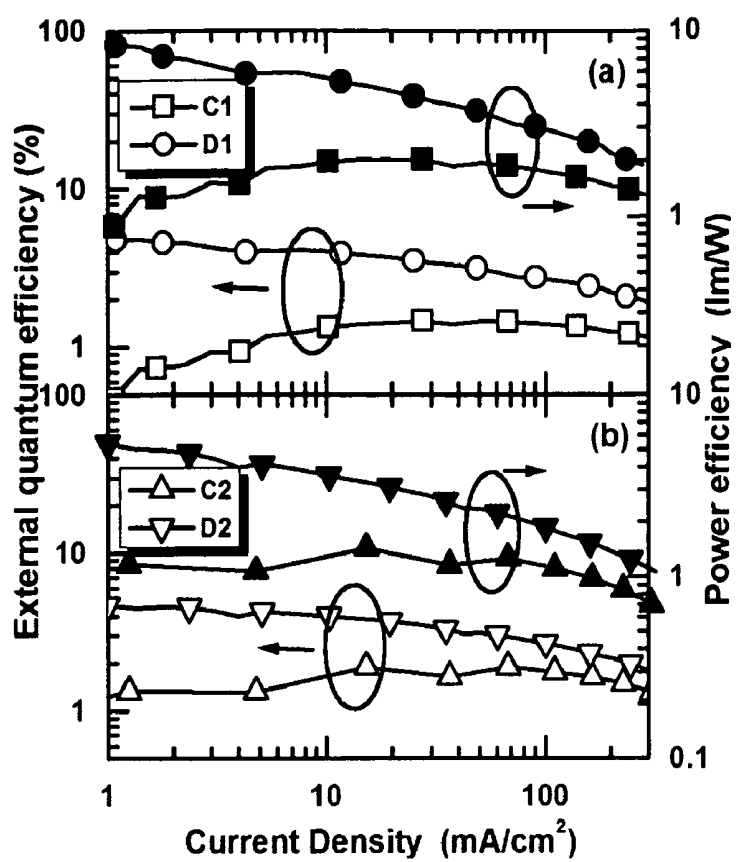 External quantum efficiency (%)
100
10
1
100
10
1
(a)
C1
D1
10
1
10
(b)
C2
D2
1
0.1
Power efficiency (lm/W)
1
10
100
Current Density (mA/cm²)